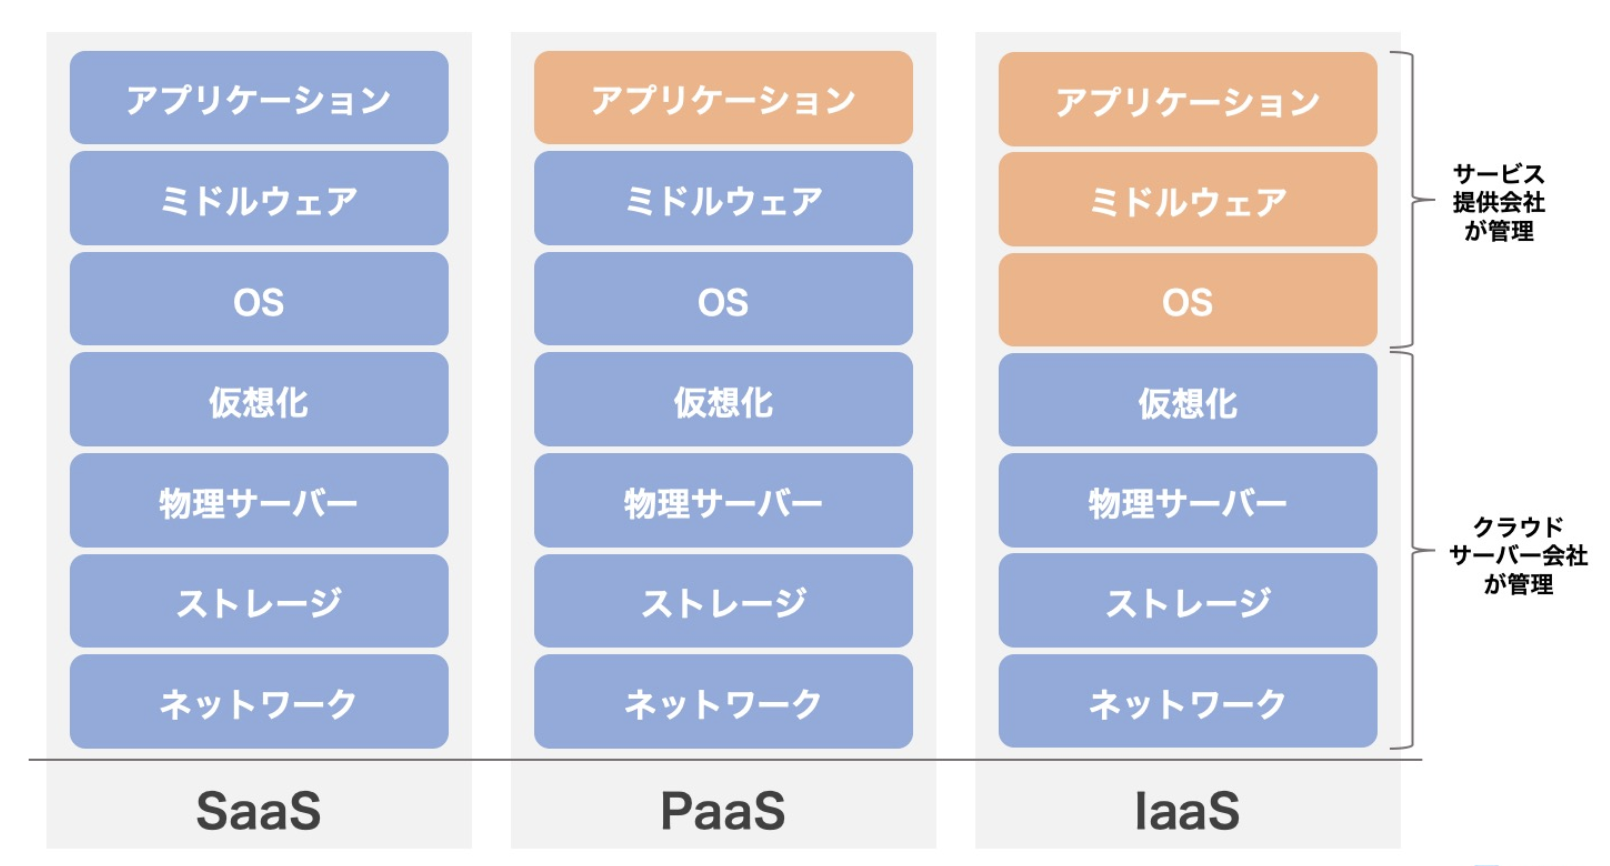 アプリケーション
ミドルウェア
OS
仮想化
物理サーバー
ストレージ
ネットワーク
SaaS
アプリケーション
ミドルウェア
OS
仮想化
物理サーバー
ストレージ
ネットワーク
PaaS
アプリケーション
ミドルウェア
OS
仮想化
物理サーバー
ストレージ
ネットワーク
IaaS
サービス
提供会社
が管理
クラウド
サーバー会社
が管理